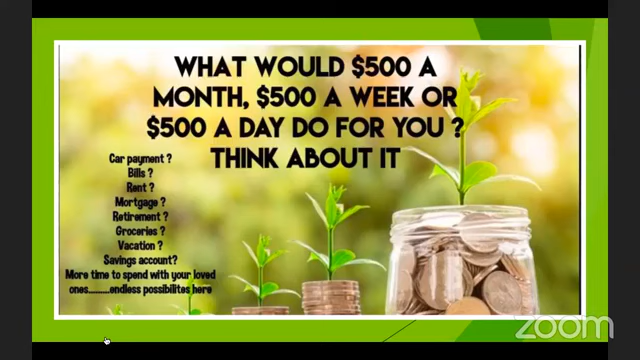 WHAT WOULD $500 A
MONTH, $500 A WEEK OR
$500 A DAY DO FOR YOU ?
THINK ABOUT IT
Car payment ?
Bills ?
Rent ?
Mortgage ?
Retirement ?
Groceries ?
Vacation ?
Savings account?
More time to spend with your loved
ones.........endless possibilites here
zoom